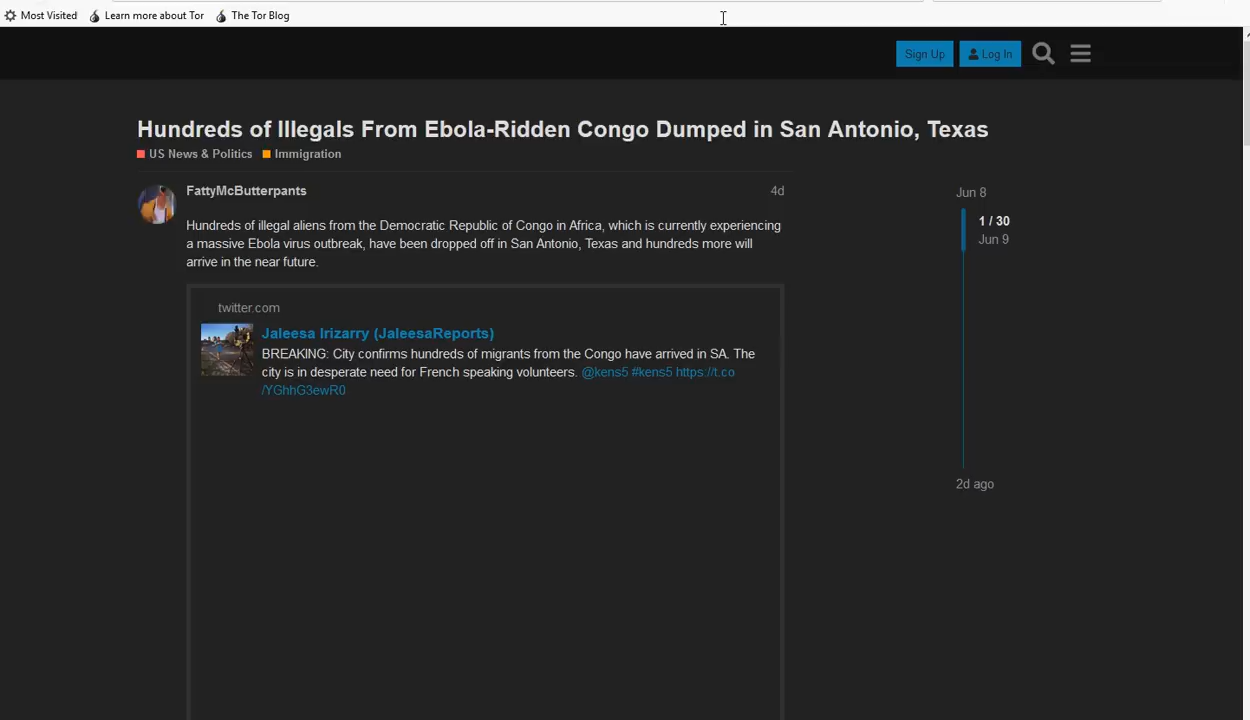 Most Visited Learn more about Tor The Tor Blog
Sign Up Log In
Hundreds of Illegals From Ebola-Ridden Congo Dumped in San Antonio, Texas
US News & Politics Immigration
FattyMcButterpants 4d
Hundreds of illegal aliens from the Democratic Republic of Congo in Africa, which is currently experiencing
a massive Ebola virus outbreak, have been dropped off in San Antonio, Texas and hundreds more will
arrive in the near future.
twitter.com
Jaleesa Irizarry (JaleesaReports)
BREAKING: City confirms hundreds of migrants from the Congo have arrived in SA. The
city is in desperate need for French speaking volunteers. @kens5 #kens5 https://t.co
/YGhhG3ewR0
Jun 8
1 / 30
Jun 9
2d ago